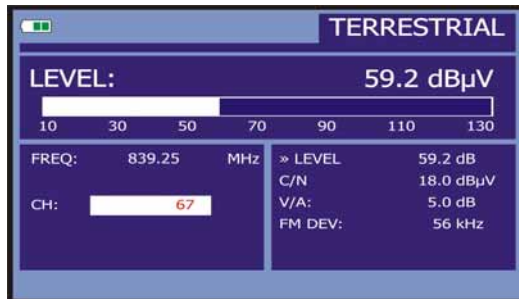 TERRESTRIAL
LEVEL: 59.2 dBµV
10 30 50 70 90 110 130
FREQ: 839.25 MHz
CH: 67
» LEVEL 59.2 dB
C/N 18.0 dBµV
V/A: 5.0 dB
FM DEV: 56 kHz